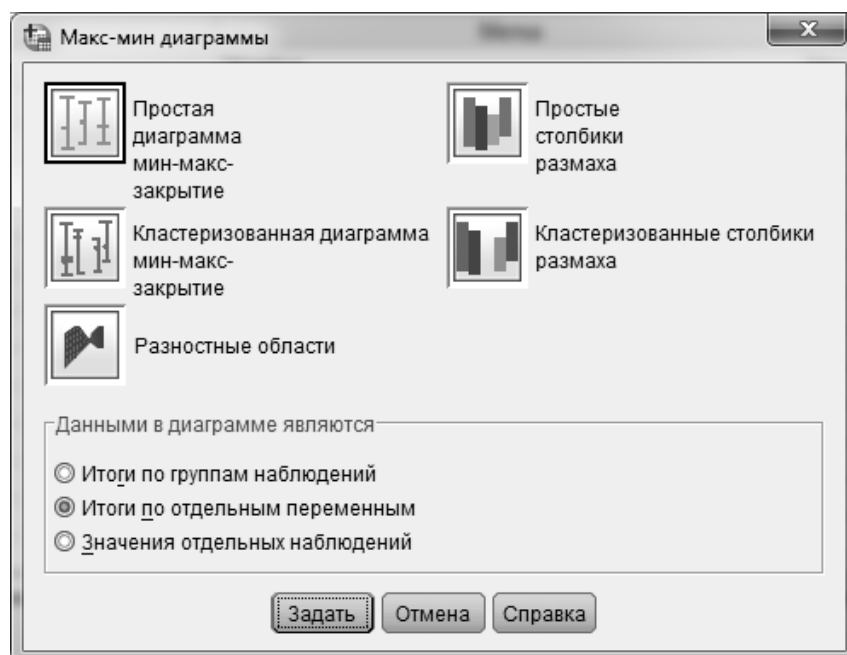 Макс-мин диаграммы
Простая
диаграмма
мин-макс-
закрытие
Простые
столбики
размаха
Кластеризованная диаграмма
мин-макс-
закрытие
Кластеризованные столбики
размаха
Разностные области
Данными в диаграмме являются
Итоги по группам наблюдений
Итоги по отдельным переменным
Значения отдельных наблюдений
Задать Отмена Справка